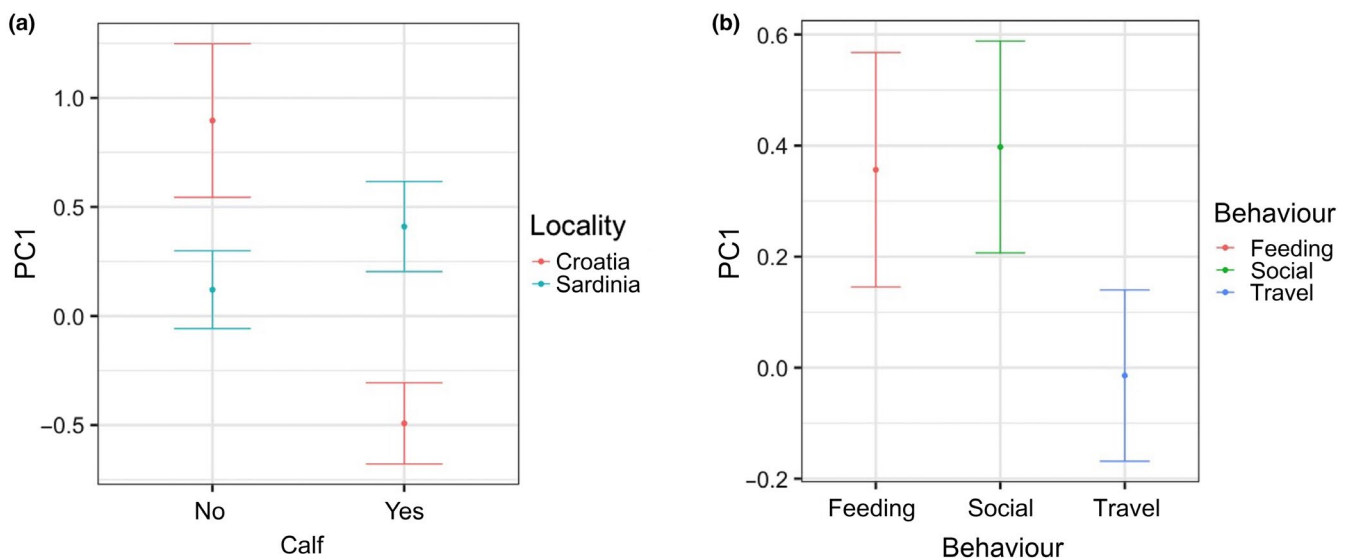 (a)
PC1
1.0
0.5
0.0
−0.5
No
Yes
Calf
Locality
Croatia
Sardinia
(b)
PC1
0.6
0.4
0.2
0.0
−0.2
Feeding
Social
Travel
Behaviour
Behaviour
Feeding
Social
Travel